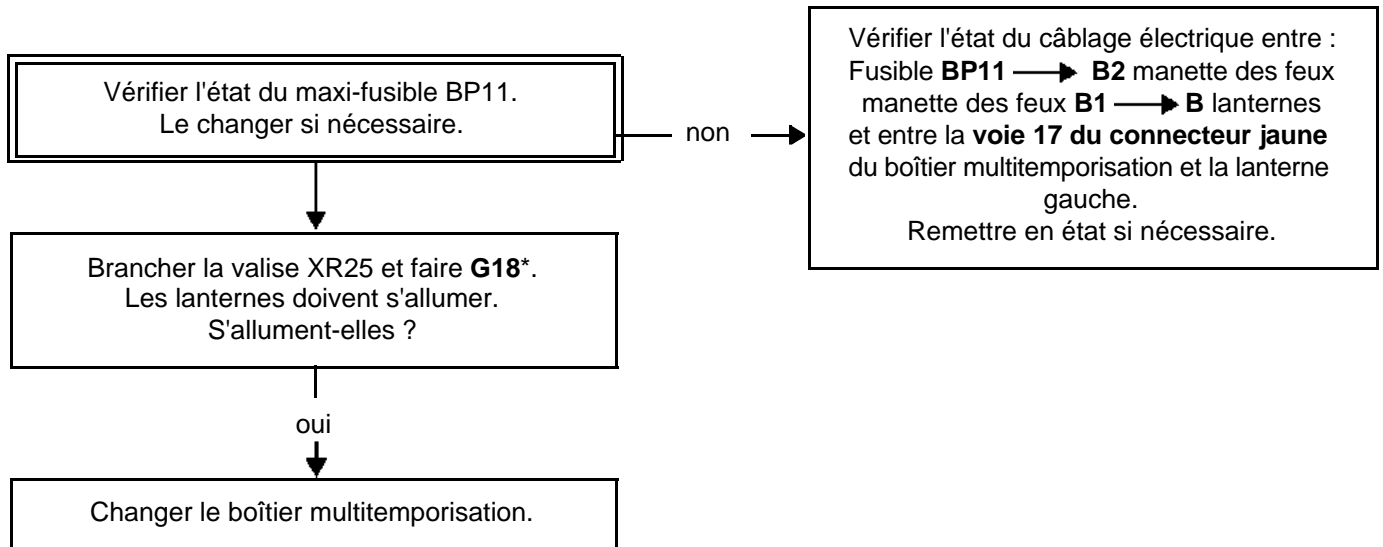 Vérifier l'état du maxi-fusible BP11.
Le changer si nécessaire.
non
Vérifier l'état du câblage électrique entre :
Fusible BP11 → B2 manette des feux
manette des feux B1 → B lanternes
et entre la voie 17 du connecteur jaune
du boîtier multitemporisation et la lanterne
gauche.
Remettre en état si nécessaire.
Brancher la valise XR25 et faire G18*.
Les lanternes doivent s'allumer.
S'allument-elles ?
oui
Changer le boîtier multitemporisation.